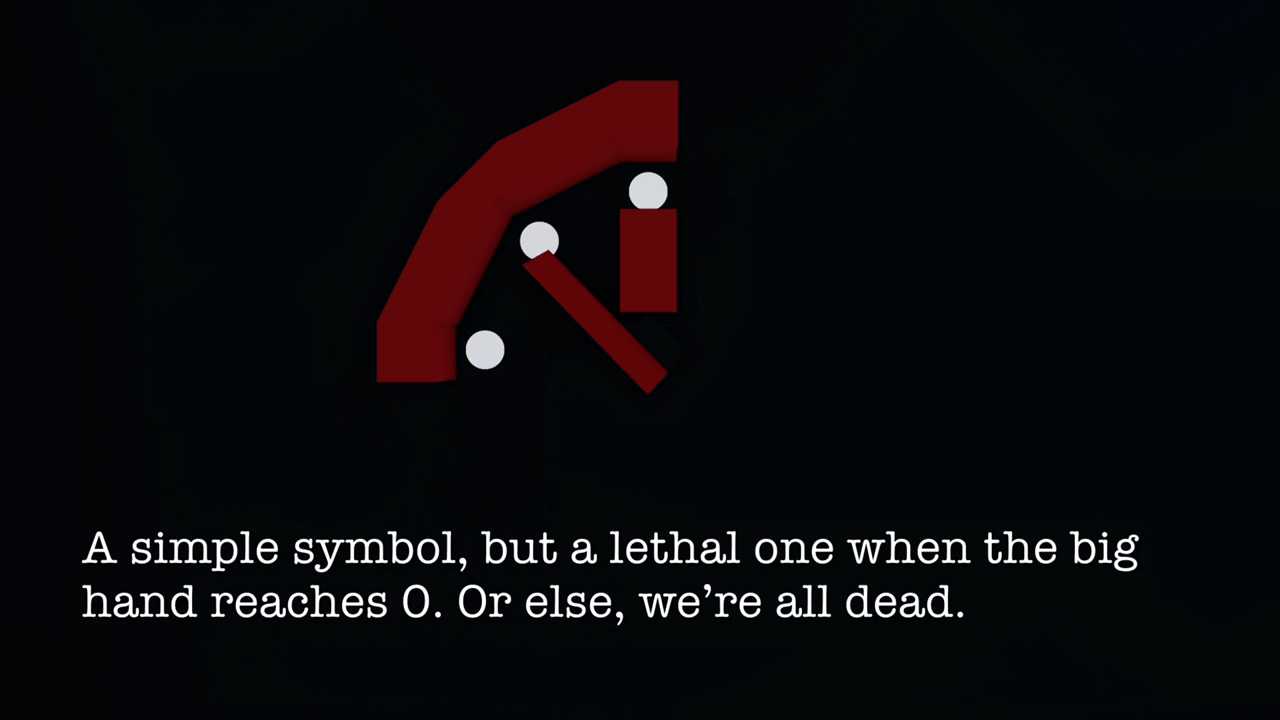 A simple symbol, but a lethal one when the big
hand reaches 0. Or else, we’re all dead.